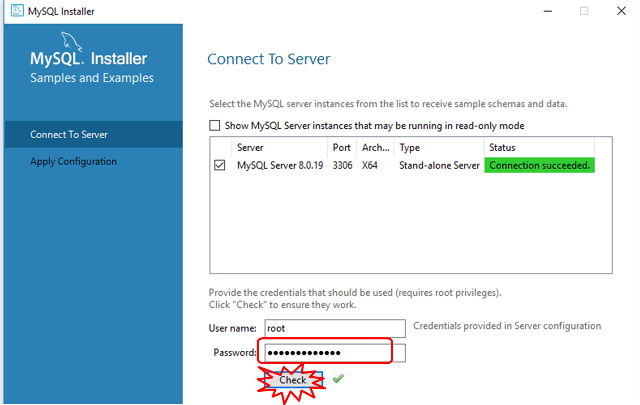 MySQL Installer
MySQL. Installer
Samples and Examples
Connect To Server
Apply Configuration
Connect To Server
Select the MySQL server instances from the list to receive sample schemas and data.
Show MySQL Server instances that may be running in read-only mode
Server Port Arch... Type Status
MySQL Server 8.0.19 3306 X64 Stand-alone Server Connection succeeded.
Provide the credentials that should be used (requires root privileges).
Click "Check" to ensure they work.
User name: root Credentials provided in Server configuration
Password: ●●●●●●●●●●●●●
Check